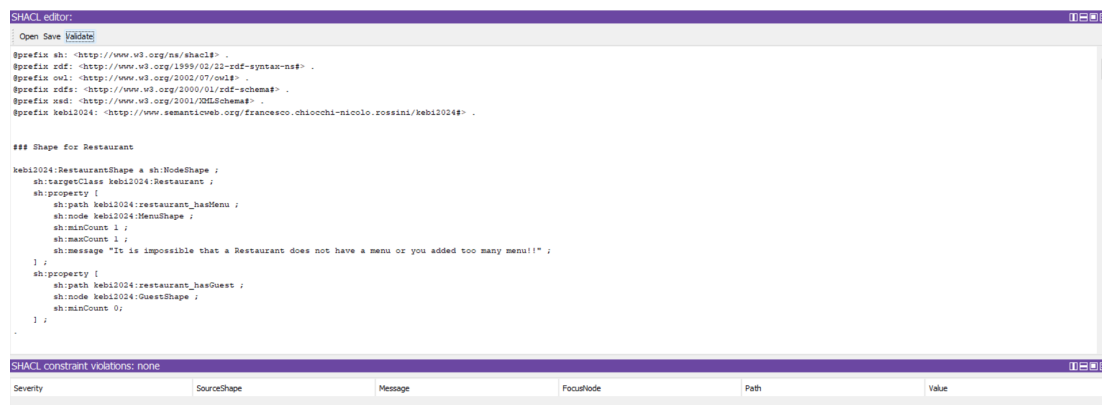 SHACL editor:
Open Save Validate
@prefix sh: <http://www.w3.org/ns/shacl#> .
@prefix rdf: <http://www.w3.org/1999/02/22-rdf-syntax-ns#> .
@prefix owl: <http://www.w3.org/2002/07/owl#> .
@prefix rdfs: <http://www.w3.org/2000/01/rdf-schema#> .
@prefix xsd: <http://www.w3.org/2001/XMLSchema#> .
@prefix kebi2024: <http://www.semanticweb.org/francesco.chiocchi-nicolo.rossini/kebi2024#> .
### Shape for Restaurant
kebi2024:RestaurantShape a sh:NodeShape ;
sh:targetClass kebi2024:Restaurant ;
sh:property [
sh:path kebi2024:restaurant_hasMenu ;
sh:node kebi2024:MenuShape ;
sh:minCount 1 ;
sh:maxCount 1 ;
sh:message "It is impossible that a Restaurant does not have a menu or you added too many menu!!" ;
] ;
sh:property [
sh:path kebi2024:restaurant_hasGuest ;
sh:node kebi2024:GuestShape ;
sh:minCount 0;
] ;
.
SHACL constraint violations: none
Severity SourceShape Message FocusNode Path Value